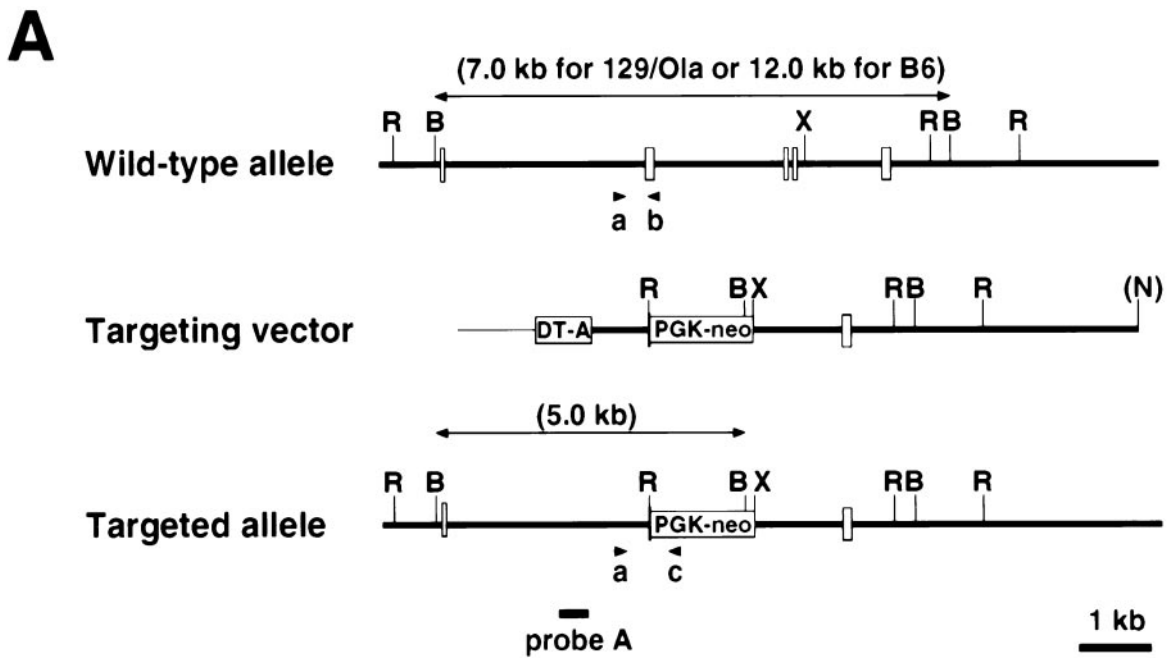 A
(7.0 kb for 129/Ola or 12.0 kb for B6)
R B X R B R
Wild-type allele
a b
R B X R B R (N)
Targeting vector DT-A PGK-neo
(5.0 kb)
R B R B X R B R
Targeted allele PGK-neo
a c
probe A
1 kb